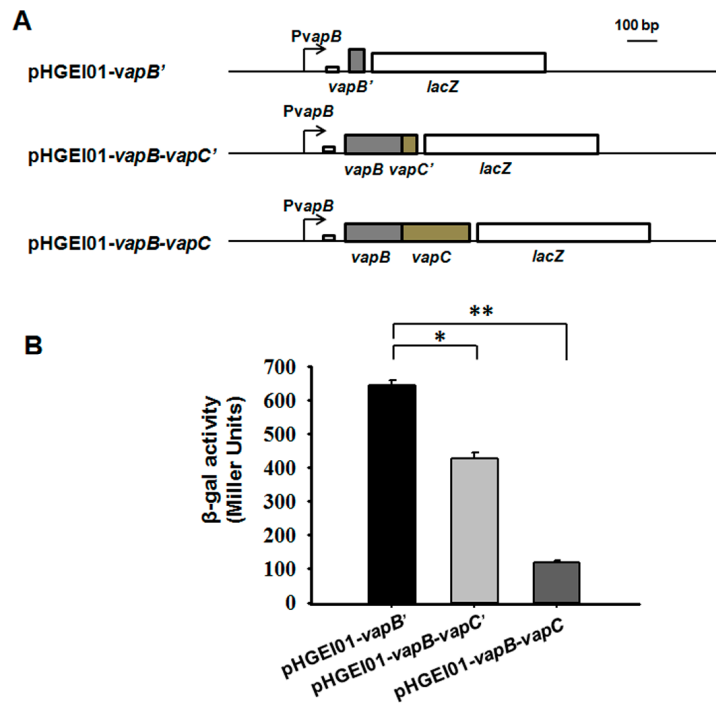 A
100 bp
PvapB
pHGEI01-vapB'
vapB' lacZ
PvapB
pHGEI01-vapB-vapC'
vapB vapC' lacZ
PvapB
pHGEI01-vapB-vapC
vapB vapC lacZ
B
**
*
β-gal activity
(Miller Units)
700
600
500
400
300
200
100
0
pHGEI01-vapB'
pHGEI01-vapB-vapC'
pHGEI01-vapB-vapC